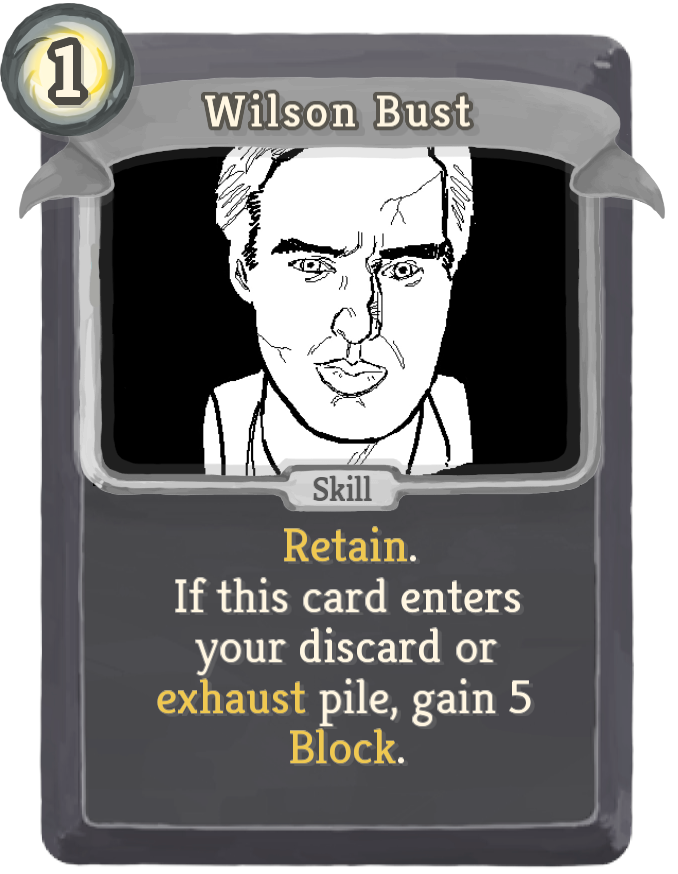 1
Wilson Bust
Skill
Retain.
If this card enters
your discard or
exhaust pile, gain 5
Block.